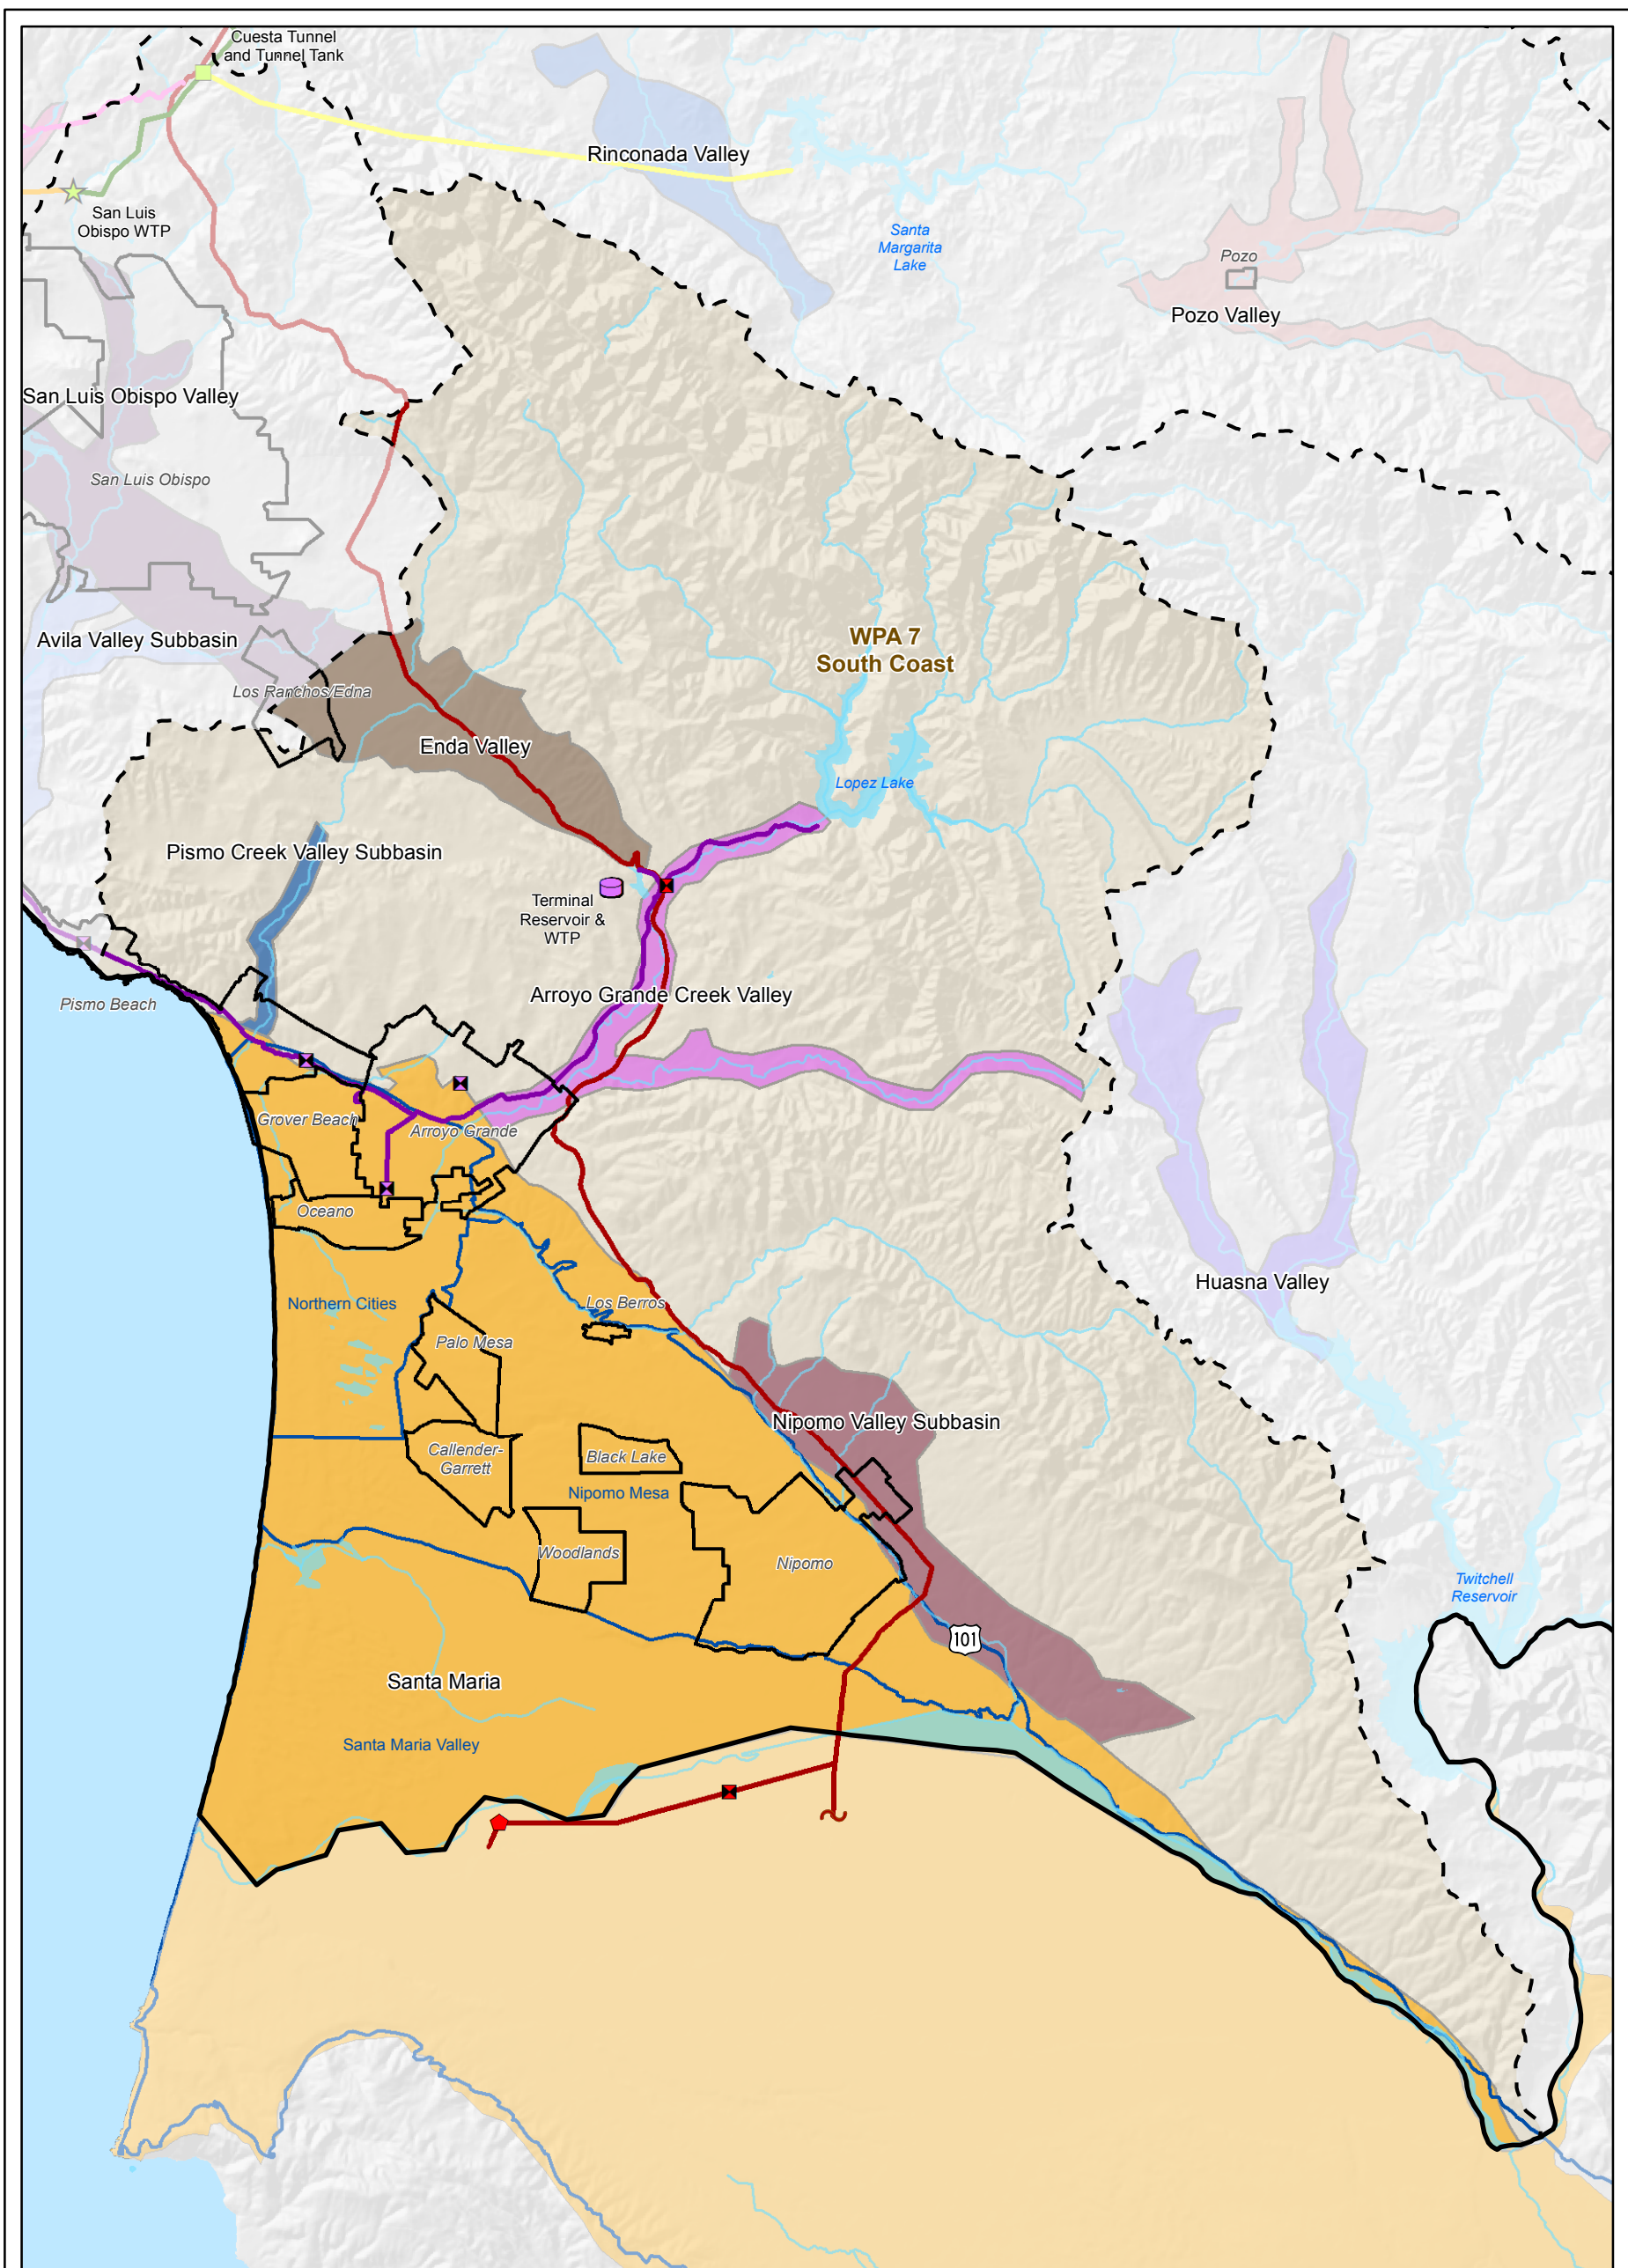 Cuesta Tunnel
and Tunnel Tank
Rinconada Valley
San Luis
Obispo WTP
Santa
Margarita
Lake
Pozo
Pozo Valley
San Luis Obispo Valley
San Luis Obispo
WPA 7
South Coast
Avila Valley Subbasin
Los Ranchos/Edna
Enda Valley
Lopez Lake
Pismo Creek Valley Subbasin
Terminal
Reservoir &
WTP
Arroyo Grande Creek Valley
Pismo Beach
Grover Beach
Arroyo Grande
Oceano
Huasna Valley
Northern Cities
Los Berros
Palo Mesa
Nipomo Valley Subbasin
Callender-
Garrett
Black Lake
Nipomo Mesa
Woodlands
Nipomo
Twitchell
Reservoir
101
Santa Maria
Santa Maria Valley